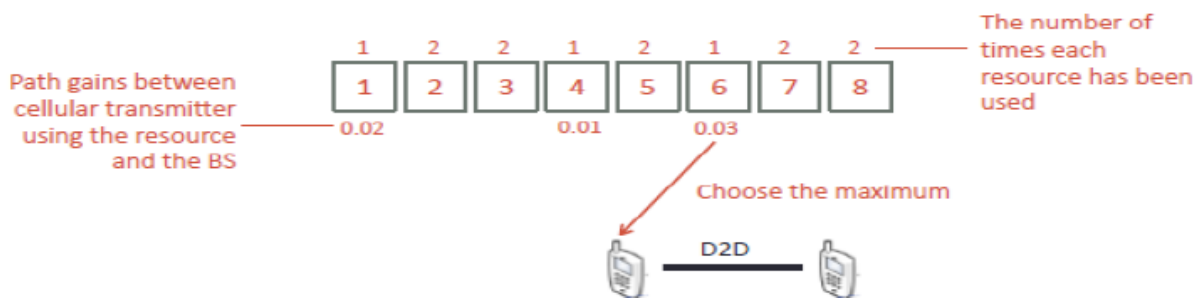 1 2 2 1 2 1 2 2
The number of
times each
resource has been
used
Path gains between
cellular transmitter
using the resource
and the BS
1 2 3 4 5 6 7 8
0.02 0.01 0.03
Choose the maximum
D2D